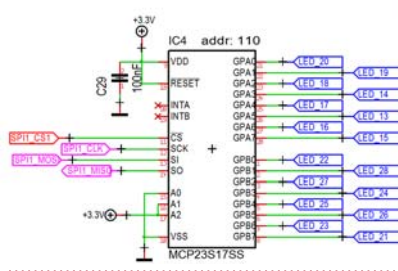 +3.3V
IC4 addr: 110
VDD GPA0 LED_20
GPA1 LED_19
RESET GPA2 LED_18
GPA3 LED_14
C29 100nF
INTA GPA4 LED_17
INTB GPA5 LED_13
GPA6 LED_16
SPI1_CS1 CS GPA7 LED_15
SPI1_CLK SCK
SPI1_MOSI SI GPB0 LED_22
SPI1_MISO SO GPB1 LED_28
GPB2 LED_27
A0 GPB3 LED_24
A1 GPB4 LED_25
+3.3V A2 GPB5 LED_26
GPB6 LED_23
VSS GPB7 LED_21
MCP23S17SS